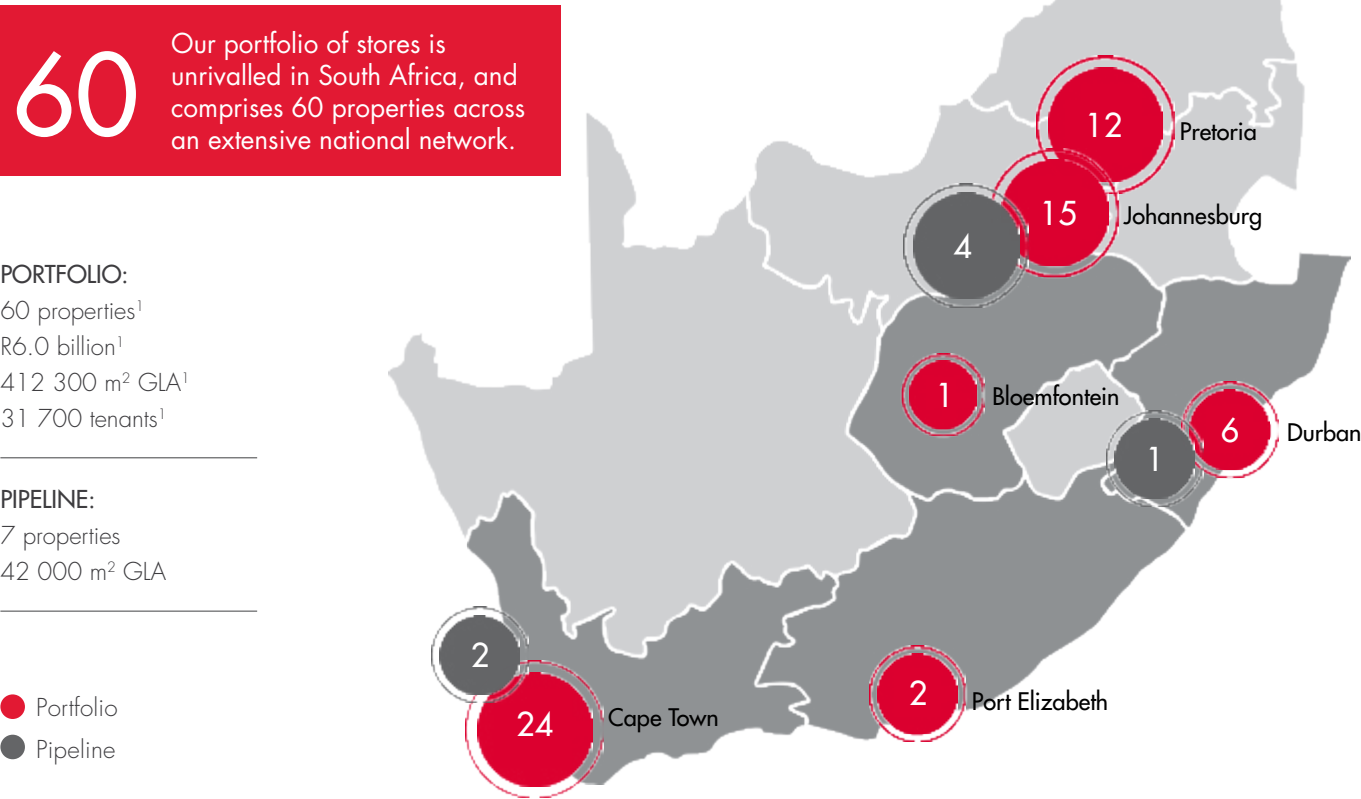 60
Our portfolio of stores is
unrivalled in South Africa, and
comprises 60 properties across
an extensive national network.
PORTFOLIO:
60 properties¹
R6.0 billion¹
412 300 m² GLA¹
31 700 tenants¹
PIPELINE:
7 properties
42 000 m² GLA
Portfolio
Pipeline
12
Pretoria
15
Johannesburg
4
1
Bloemfontein
6
Durban
1
2
24
Cape Town
2
Port Elizabeth